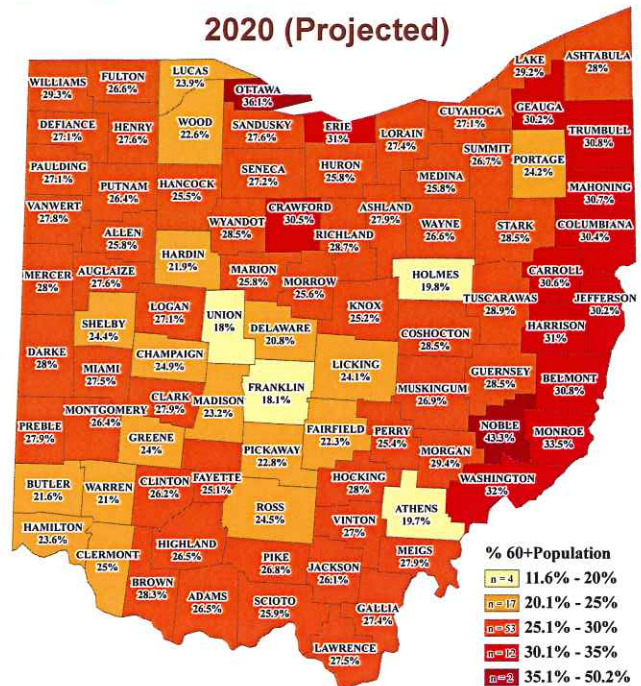 2020 (Projected)
WILLIAMS
29.3%
FULTON
26.6%
LUCAS
23.9%
OTTAWA
36.1%
LAKE
29.2%
ASHTABULA
28%
GEAUGA
30.2%
CUYAHOGA
27.1%
TRUMBULL
30.8%
DEFIANCE
27.1%
HENRY
27.6%
WOOD
22.6%
SANDUSKY
27.6%
ERIE
31%
LORAIN
27.4%
SUMMIT
26.7%
PORTAGE
24.2%
PAULDING
27.1%
PUTNAM
26.4%
HANCOCK
25.5%
SENECA
27.2%
HURON
25.8%
MEDINA
25.8%
MAHONING
30.7%
VANWERT
27.8%
ALLEN
25.8%
WYANDOT
28.5%
CRAWFORD
30.5%
RICHLAND
28.7%
ASHLAND
27.9%
WAYNE
26.6%
STARK
28.5%
COLUMBIANA
30.4%
MERCER
28%
AUGLAIZE
27.6%
HARDIN
21.9%
MARION
25.8%
MORROW
25.6%
HOLMES
19.8%
CARROLL
30.6%
JEFFERSON
30.2%
SHELBY
24.4%
LOGAN
27.1%
UNION
18%
DELAWARE
20.8%
KNOX
25.2%
COSHOCTON
28.5%
TUSCARAWAS
28.9%
HARRISON
31%
DARKE
28%
MIAMI
27.5%
CHAMPAIGN
24.9%
LICKING
24.1%
GUERNSEY
28.5%
BELMONT
30.8%
CLARK
27.9%
MADISON
23.2%
FRANKLIN
18.1%
MUSKINGUM
26.9%
PREBLE
27.9%
MONTGOMERY
26.4%
GREENE
24%
PICKAWAY
22.8%
FAIRFIELD
22.3%
PERRY
25.4%
MORGAN
29.4%
NOBLE
43.3%
MONROE
33.5%
BUTLER
21.6%
WARREN
21%
CLINTON
26.2%
FAYETTE
25.1%
ROSS
24.5%
HOCKING
28%
ATHENS
19.7%
WASHINGTON
32%
HAMILTON
23.6%
CLERMONT
25%
HIGHLAND
26.5%
PIKE
26.8%
VINTON
27%
JACKSON
26.1%
MEIGS
27.9%
BROWN
28.3%
ADAMS
26.5%
SCIOTO
25.9%
GALLIA
27.4%
LAWRENCE
27.5%
% 60+Population
n = 4 11.6% - 20%
n = 17 20.1% - 25%
n = 53 25.1% - 30%
n = 12 30.1% - 35%
n = 2 35.1% - 50.2%